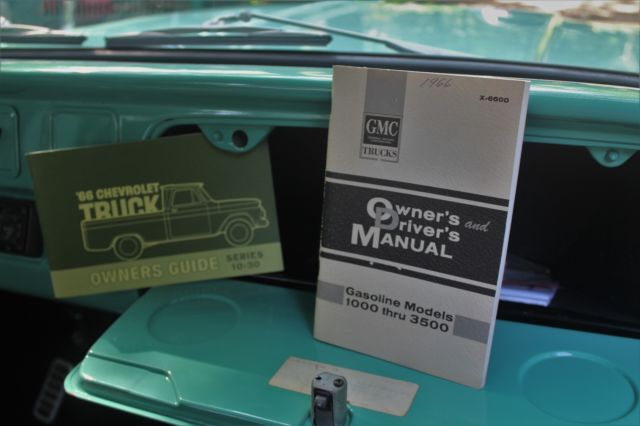 '66 CHEVROLET
TRUCK
OWNERS GUIDE
SERIES
10-30
1966
X-6600
GMC
TRUCKS
Owner's and
Driver's
MANUAL
Gasoline Models
1000 thru 3500